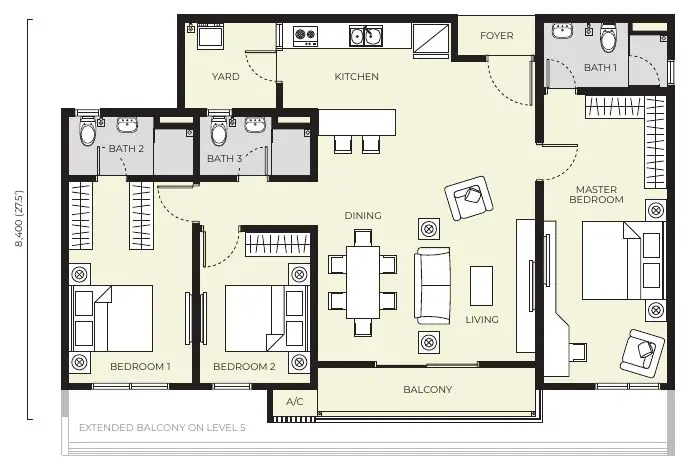 FOYER
YARD
KITCHEN
BATH 1
BATH 2
BATH 3
MASTER
BEDROOM
DINING
LIVING
BEDROOM 1
BEDROOM 2
BALCONY
A/C
EXTENDED BALCONY ON LEVEL 5
8,400 (27.5')